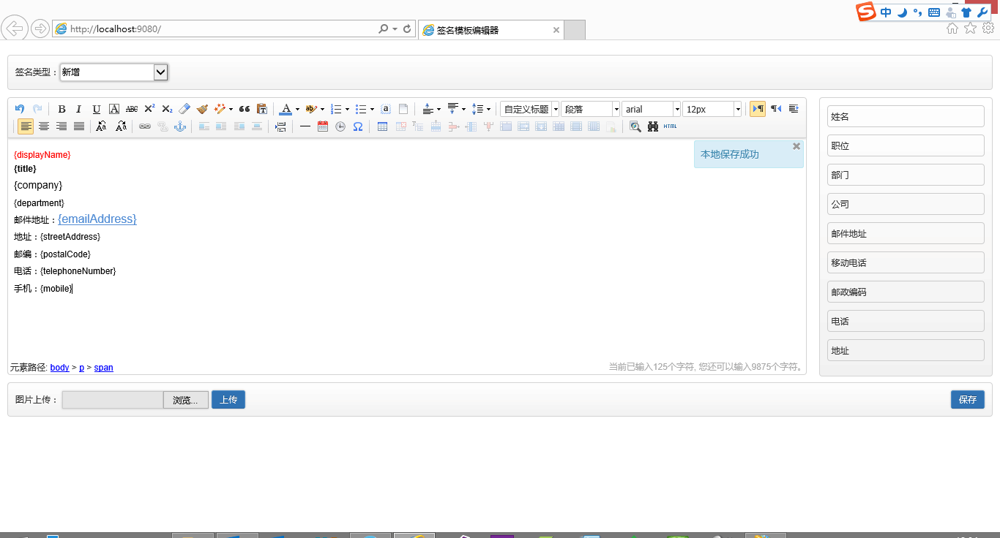 中
http://localhost:9080/
签名模板编辑器
签名类型：新增
B I U A ABC X² X₂
自定义标题 段落 arial 12px
HTML
{displayName}
{title}
{company}
{department}
邮件地址：{emailAddress}
地址：{streetAddress}
邮编：{postalCode}
电话：{telephoneNumber}
手机：{mobile}
本地保存成功
元素路径: body > p > span
当前已输入125个字符, 您还可以输入9875个字符。
姓名
职位
部门
公司
邮件地址
移动电话
邮政编码
电话
地址
图片上传：
浏览...
上传
保存